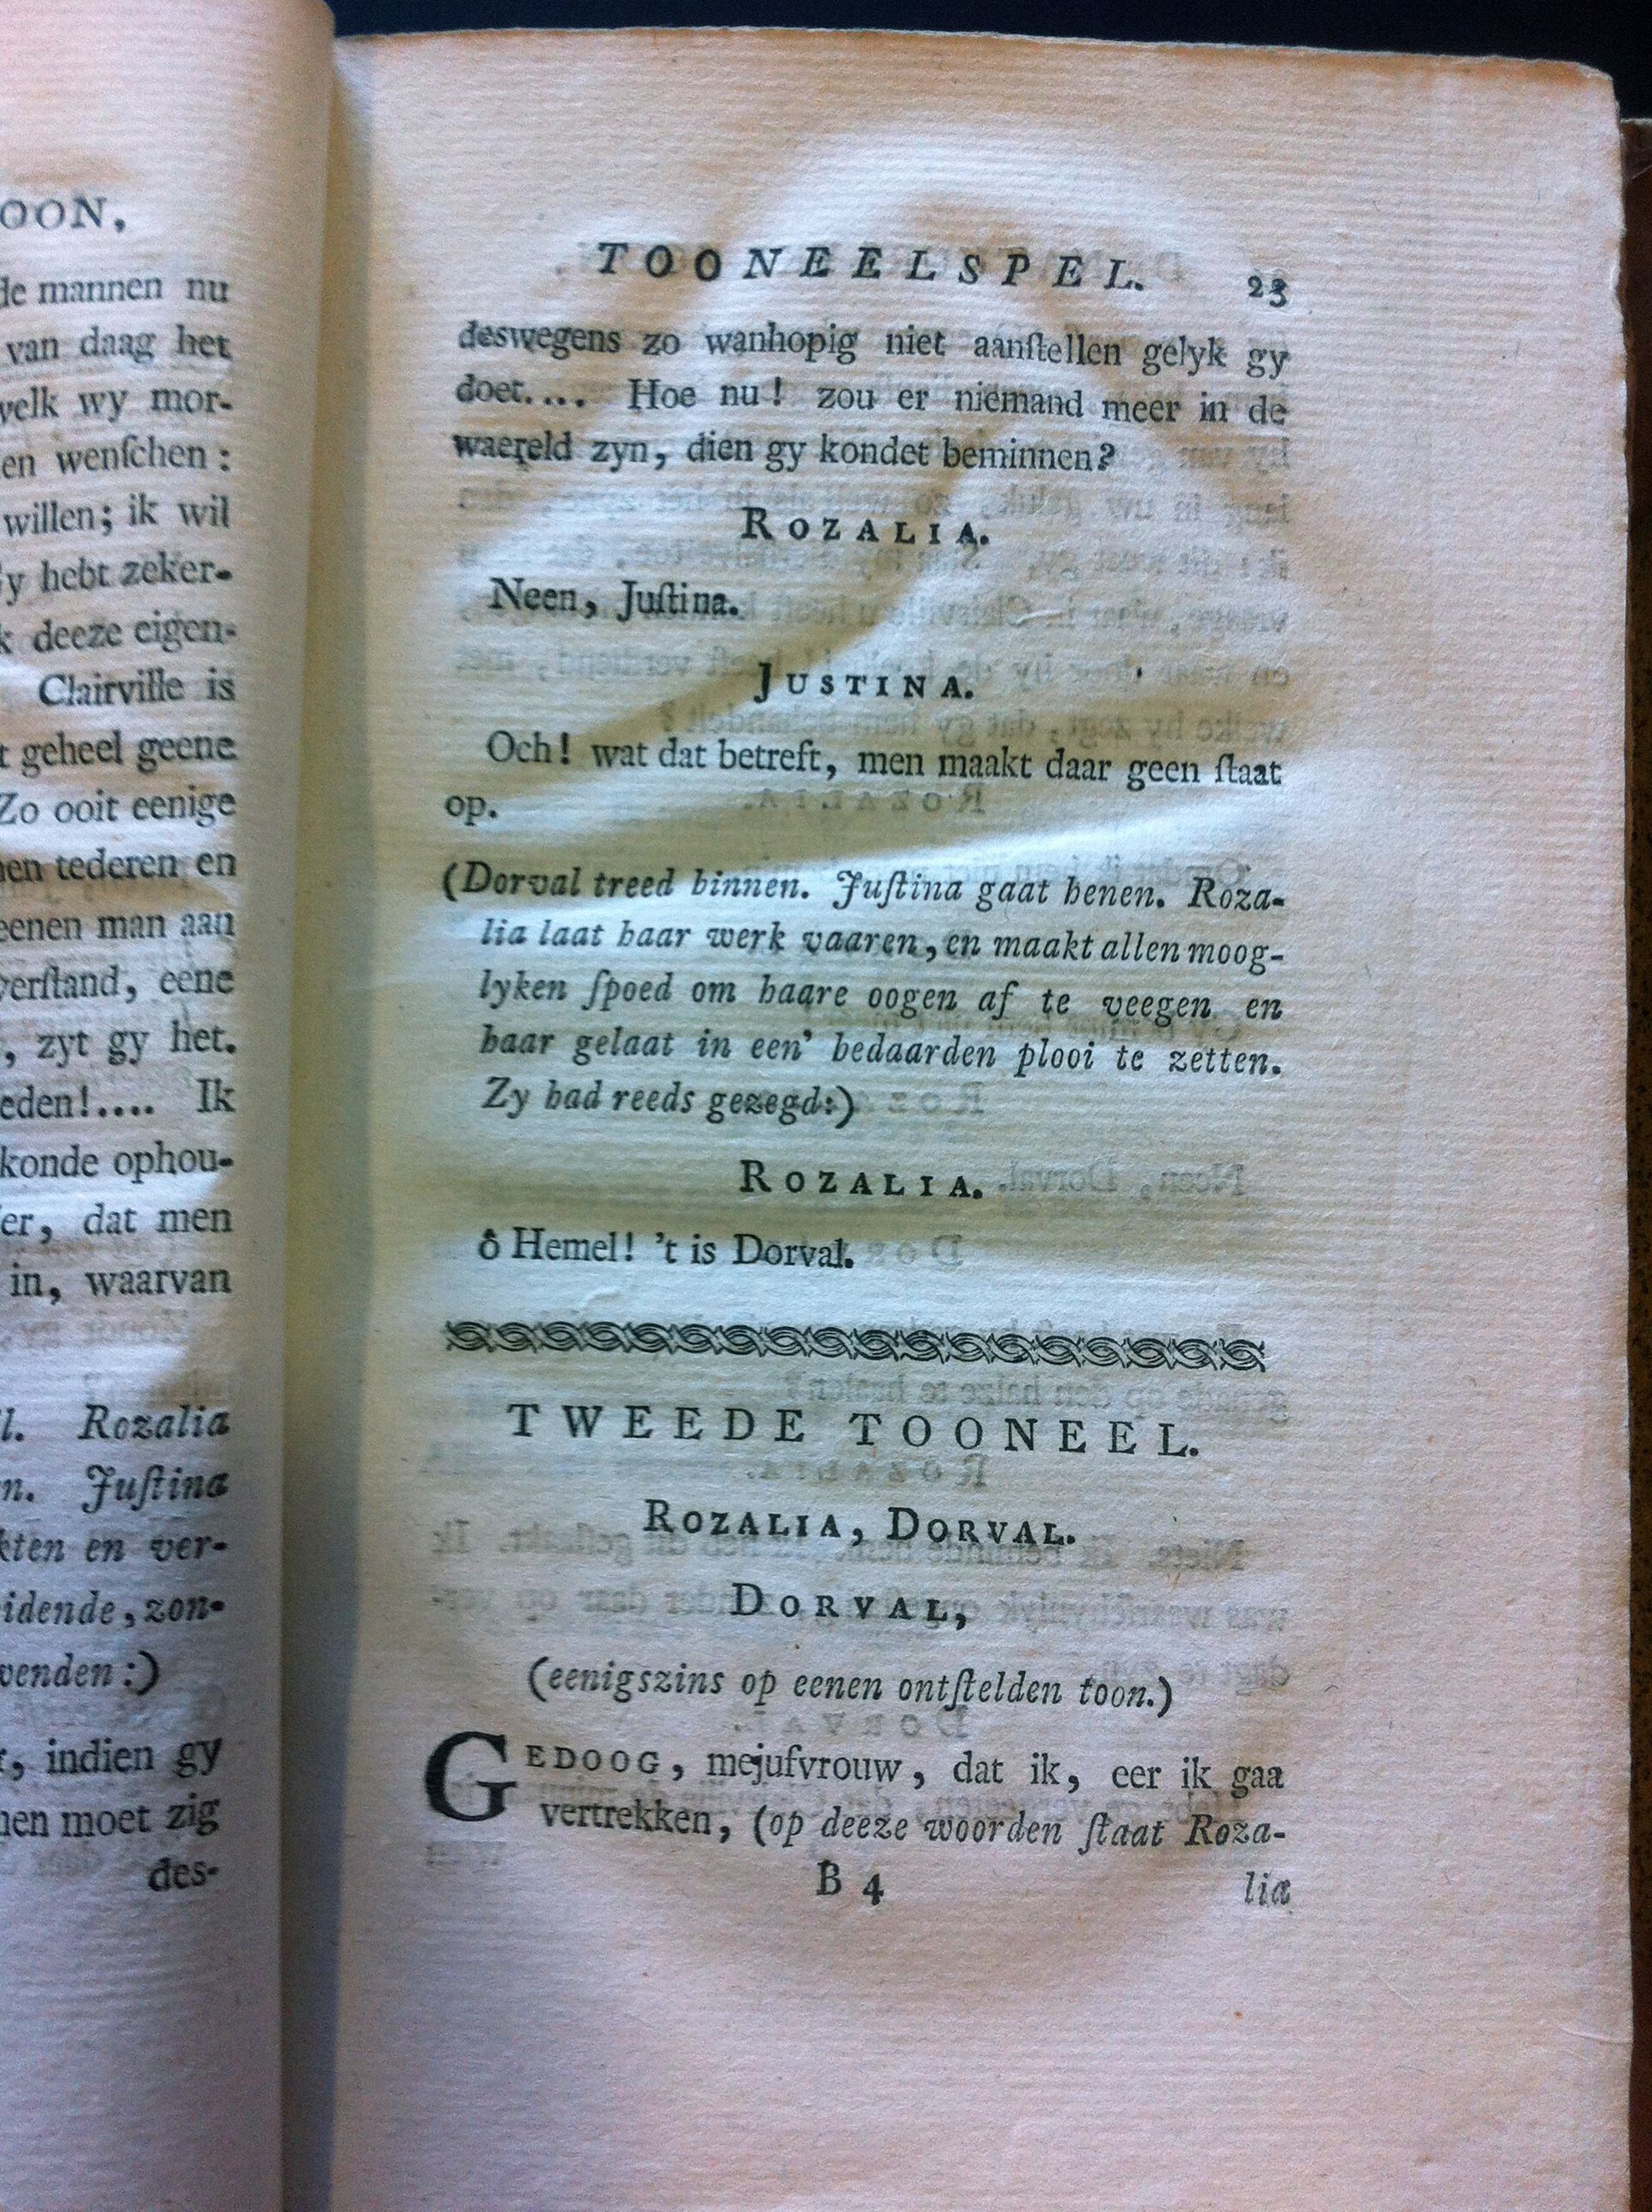 OON,
de mannen nu
van daag het
welk wy mor-
en wenſchen:
willen; ik wil
y hebt zeker-
k deeze eigen-
Clairville is
t geheel geene
Zo ooit eenige
en tederen en
eenen man aan
verſtand, eene
, zyt gy het.
eden!.... Ik
konde ophou-
er, dat men
in, waarvan
l. Rozalia
n. Juſtina
kten en ver-
idende, zon-
wenden:)
, indien gy
nen moet zig
des-
TOONEELSPEL. 23
deswegens zo wanhopig niet aanſtellen gelyk gy
doet.... Hoe nu! zou er niemand meer in de
waereld zyn, dien gy kondet beminnen?
ROZALIA.
Neen, Juſtina.
JUSTINA.
Och! wat dat betreft, men maakt daar geen ſtaat
op.
(Dorval treed binnen. Juſtina gaat henen. Roza-
lia laat haar werk vaaren, en maakt allen moog-
lyken ſpoed om haare oogen af te veegen en
haar gelaat in een' bedaarden plooi te zetten.
Zy had reeds gezegd:)
ROZALIA.
ô Hemel! 't is Dorval.
TWEEDE TOONEEL.
ROZALIA, DORVAL.
DORVAL,
(eenigszins op eenen ontſtelden toon.)
GEDOOG, mejufvrouw, dat ik, eer ik gaa
vertrekken, (op deeze woorden ſtaat Roza-
B 4 lia